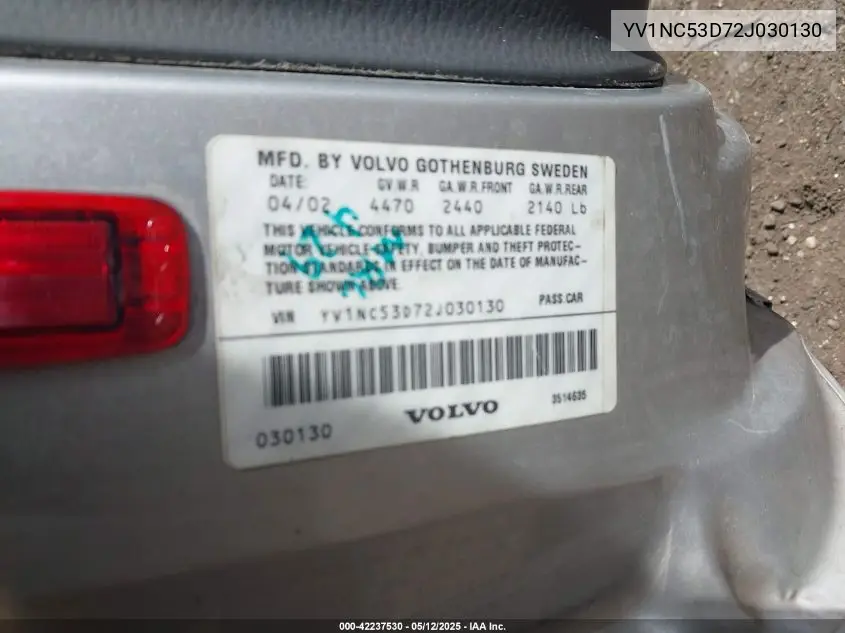 YV1NC53D72J030130
MFD. BY VOLVO GOTHENBURG SWEDEN
DATE: GV.W.R GA.W.R.FRONT GA.W.R.REAR
04/02 4470 2440 2140 Lb
THIS VEHICLE CONFORMS TO ALL APPLICABLE FEDERAL
MOTOR VEHICLE SAFETY, BUMPER AND THEFT PROTEC-
TION STANDARDS IN EFFECT ON THE DATE OF MANUFAC-
TURE SHOWN ABOVE.
VIN YV1NC53D72J030130 PASS.CAR
VOLVO 3514635
030130
000-42237530 - 05/12/2025 - IAA Inc.